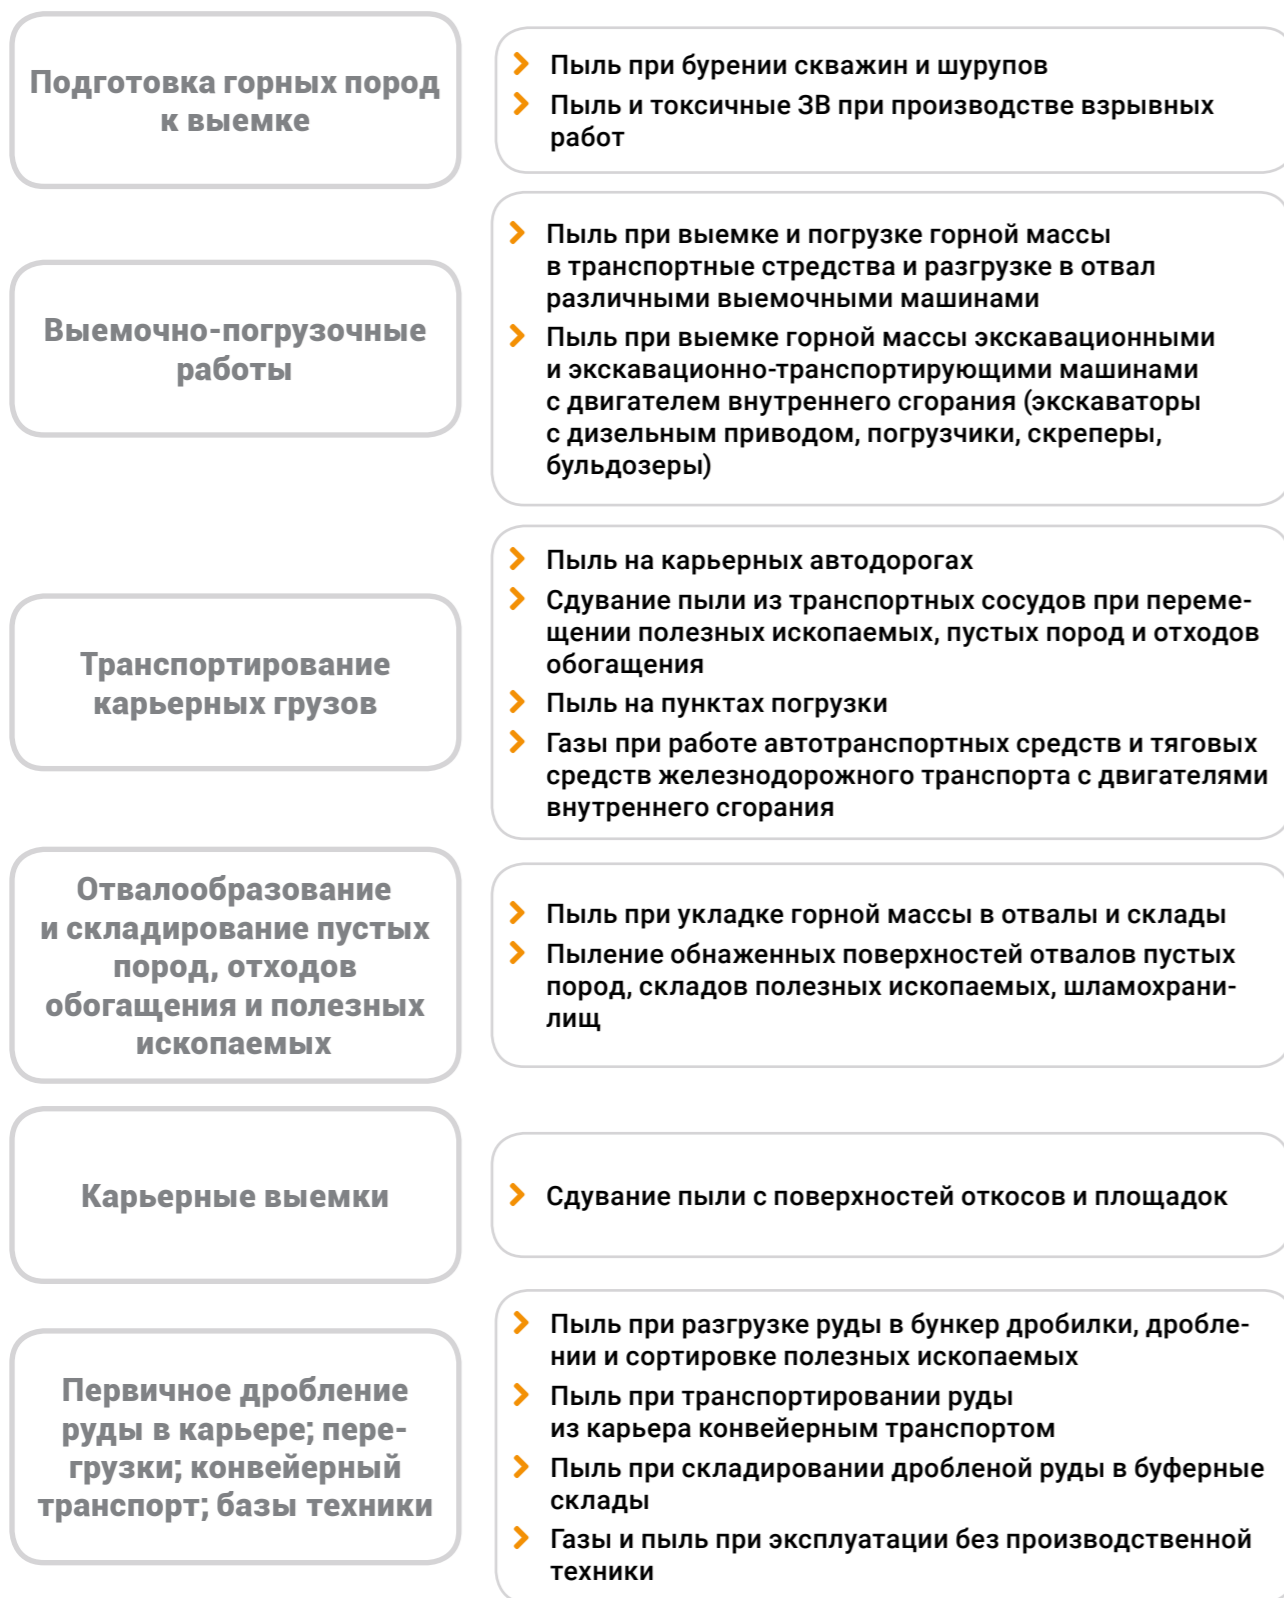 Подготовка горных пород
к выемке
Пыль при бурении скважин и шурупов
Пыль и токсичные ЗВ при производстве взрывных
работ
Выемочно-погрузочные
работы
Пыль при выемке и погрузке горной массы
в транспортные стредства и разгрузке в отвал
различными выемочными машинами
Пыль при выемке горной массы экскавационными
и экскавационно-транспортирующими машинами
с двигателем внутреннего сгорания (экскаваторы
с дизельным приводом, погрузчики, скреперы,
бульдозеры)
Транспортирование
карьерных грузов
Пыль на карьерных автодорогах
Сдувание пыли из транспортных сосудов при переме-
щении полезных ископаемых, пустых пород и отходов
обогащения
Пыль на пунктах погрузки
Газы при работе автотранспортных средств и тяговых
средств железнодорожного транспорта с двигателями
внутреннего сгорания
Отвалообразование
и складирование пустых
пород, отходов
обогащения и полезных
ископаемых
Пыль при укладке горной массы в отвалы и склады
Пыление обнаженных поверхностей отвалов пустых
пород, складов полезных ископаемых, шламохрани-
лищ
Карьерные выемки
Сдувание пыли с поверхностей откосов и площадок
Первичное дробление
руды в карьере; пере-
грузки; конвейерный
транспорт; базы техники
Пыль при разгрузке руды в бункер дробилки, дробле-
нии и сортировке полезных ископаемых
Пыль при транспортировании руды
из карьера конвейерным транспортом
Пыль при складировании дробленой руды в буферные
склады
Газы и пыль при эксплуатации без производственной
техники